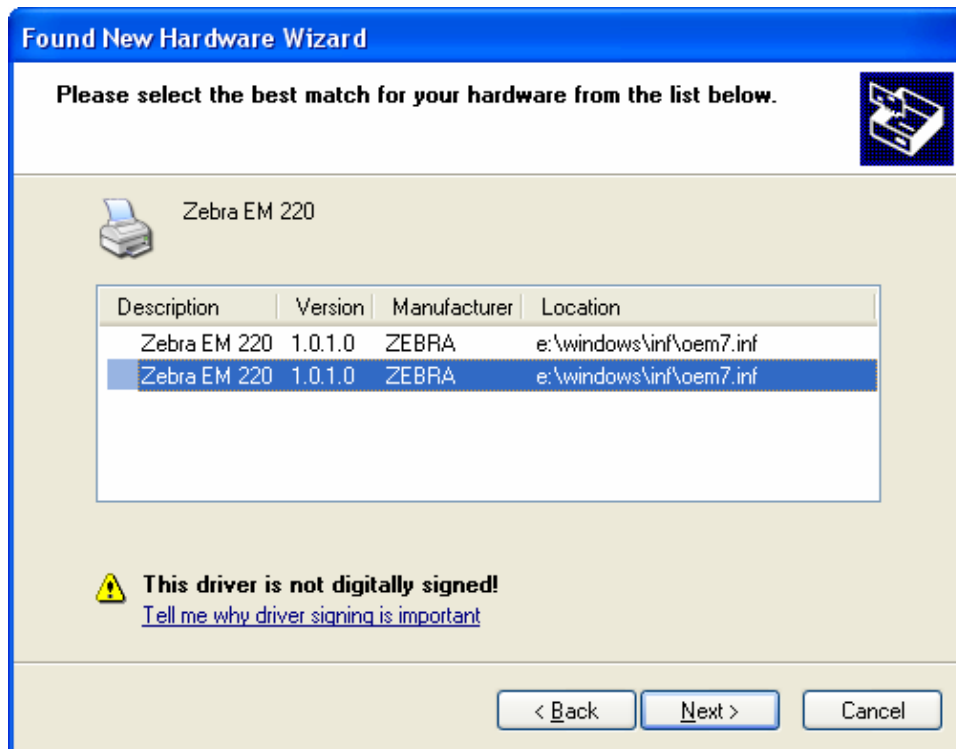 Found New Hardware Wizard
Please select the best match for your hardware from the list below.
Zebra EM 220
Description Version Manufacturer Location
Zebra EM 220 1.0.1.0 ZEBRA e:\windows\inf\oem7.inf
Zebra EM 220 1.0.1.0 ZEBRA e:\windows\inf\oem7.inf
This driver is not digitally signed!
Tell me why driver signing is important
< Back Next > Cancel